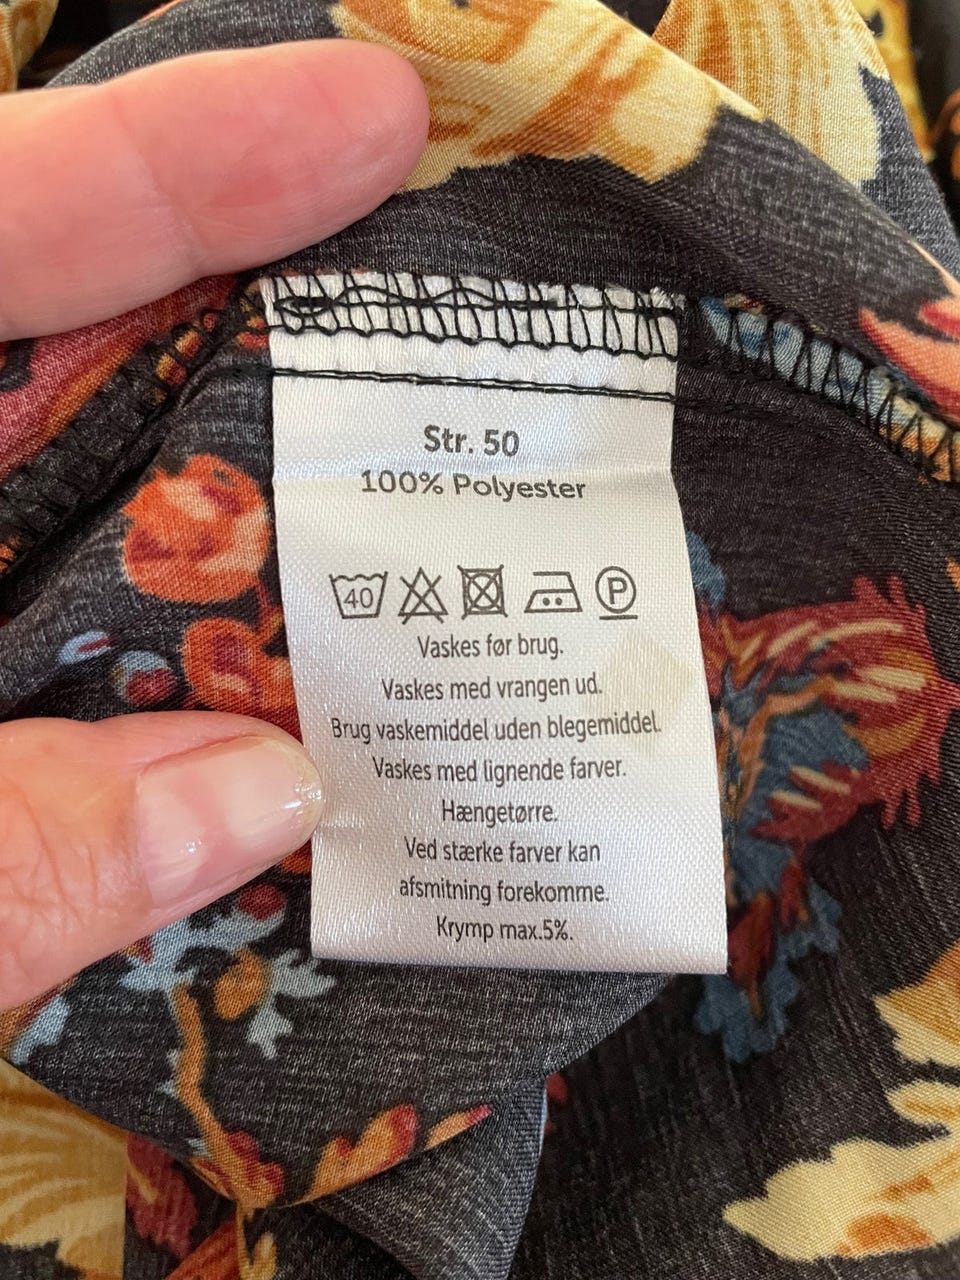 Str. 50
100% Polyester
40 P
Vaskes før brug.
Vaskes med vrangen ud.
Brug vaskemiddel uden blegemiddel.
Vaskes med lignende farver.
Hængetørre.
Ved stærke farver kan
afsmitning forekomme.
Krymp max.5%.